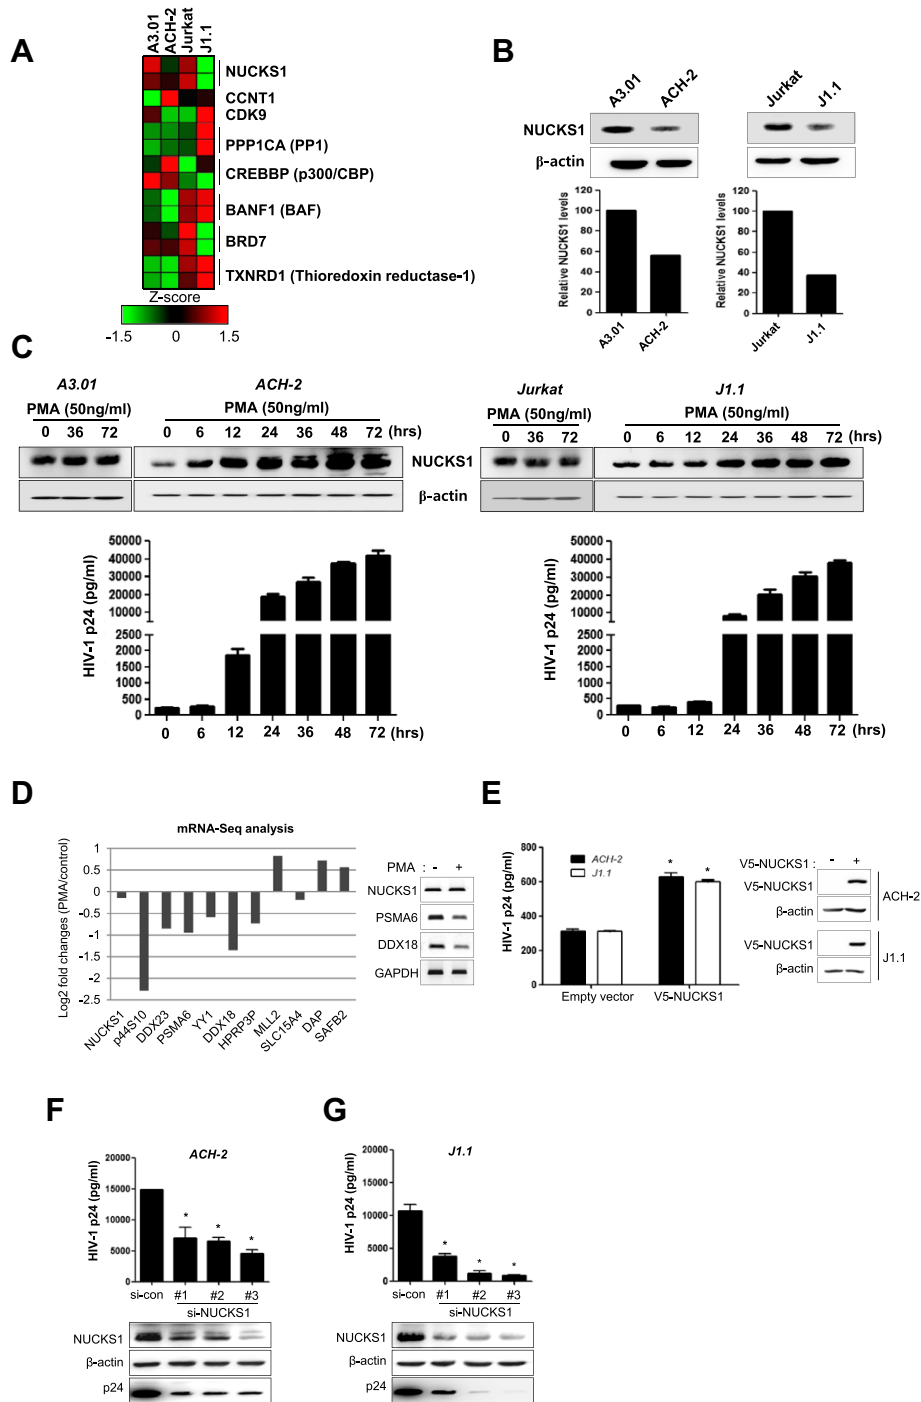 A
A3.01
ACH-2
Jurkat
J1.1
NUCKS1
CCNT1
CDK9
PPP1CA (PP1)
CREBBP (p300/CBP)
BANF1 (BAF)
BRD7
TXNRD1 (Thioredoxin reductase-1)
Z-score
-1.5 0 1.5
B
A3.01 ACH-2
Jurkat J1.1
NUCKS1
β-actin
Relative NUCKS1 levels
120
100
80
60
40
20
0
A3.01 ACH-2
Relative NUCKS1 levels
120
100
80
60
40
20
0
Jurkat J1.1
C
A3.01 ACH-2
PMA (50ng/ml) PMA (50ng/ml)
0 36 72 0 6 12 24 36 48 72 (hrs)
Jurkat J1.1
PMA (50ng/ml) PMA (50ng/ml)
0 36 72 0 6 12 24 36 48 72 (hrs)
NUCKS1
β-actin
HIV-1 p24 (pg/ml)
50000
40000
30000
20000
10000
2500
2000
1500
1000
500
0
0 6 12 24 36 48 72 (hrs)
HIV-1 p24 (pg/ml)
50000
40000
30000
20000
10000
2500
2000
1500
1000
500
0
0 6 12 24 36 48 72 (hrs)
D
mRNA-Seq analysis
Log2 fold changes (PMA/control)
1
0.5
0
-0.5
-1
-1.5
-2
-2.5
NUCKS1 p44S10 DDX23 PSMA6 YY1 DDX18 HPRP3P MLL2 SLC15A4 DAP SAFB2
PMA : - +
NUCKS1
PSMA6
DDX18
GAPDH
E
HIV-1 p24 (pg/ml)
800
600
400
200
0
ACH-2
J1.1
* *
Empty vector V5-NUCKS1
V5-NUCKS1 : - +
V5-NUCKS1
β-actin
ACH-2
V5-NUCKS1
β-actin
J1.1
F
ACH-2
HIV-1 p24 (pg/ml)
20000
15000
10000
5000
0
* * *
si-con #1 #2 #3
si-NUCKS1
NUCKS1
β-actin
p24
G
J1.1
HIV-1 p24 (pg/ml)
20000
15000
10000
5000
0
* * *
si-con #1 #2 #3
si-NUCKS1
NUCKS1
β-actin
p24